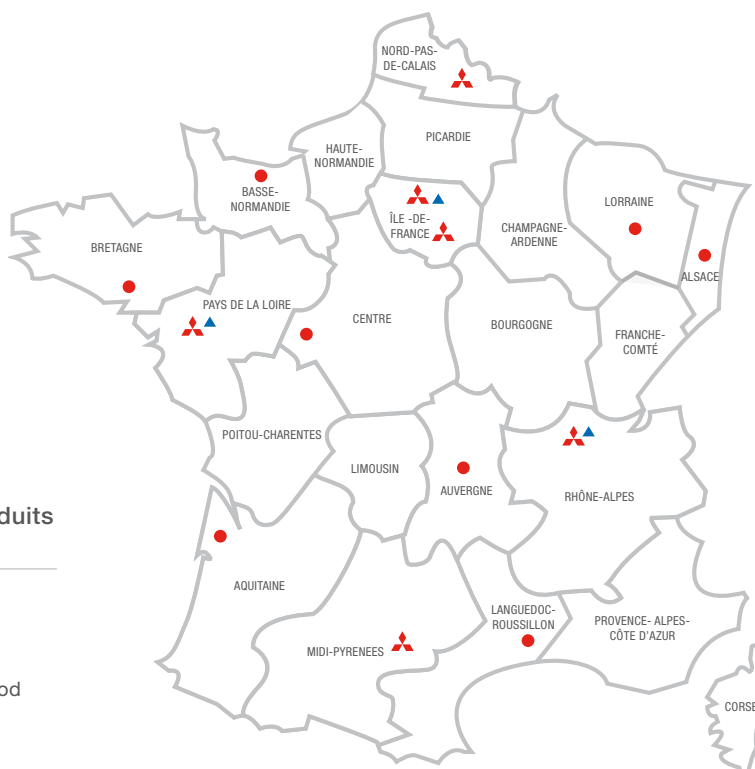 NORD-PAS-
DE-CALAIS
PICARDIE
HAUTE-
NORMANDIE
BASSE-
NORMANDIE
ÎLE -DE-
FRANCE
CHAMPAGNE-
ARDENNE
LORRAINE
ALSACE
BRETAGNE
PAYS DE LA LOIRE
CENTRE
BOURGOGNE
FRANCHE-
COMTÉ
POITOU-CHARENTES
LIMOUSIN
AUVERGNE
RHÔNE-ALPES
duits
AQUITAINE
LANGUEDOC-
ROUSSILLON
PROVENCE- ALPES-
CÔTE D'AZUR
MIDI-PYRENEES
od
CORSE